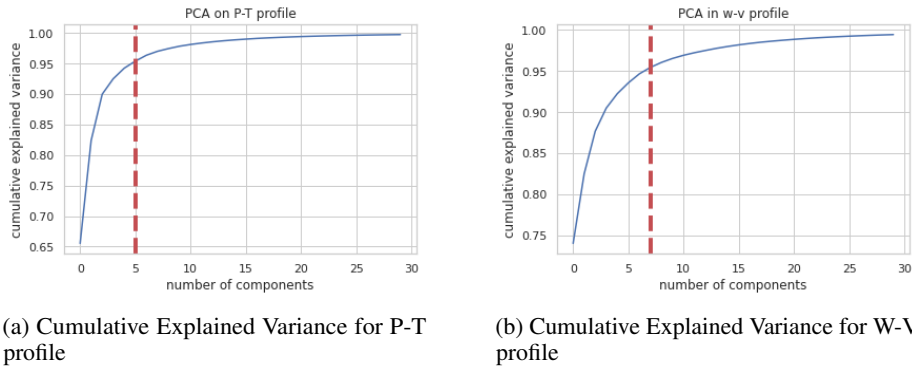 PCA on P-T profile
cumulative explained variance
1.00
0.95
0.90
0.85
0.80
0.75
0.70
0.65
0 5 10 15 20 25 30
number of components
(a) Cumulative Explained Variance for P-T
profile
PCA in w-v profile
cumulative explained variance
1.00
0.95
0.90
0.85
0.80
0.75
0 5 10 15 20 25 30
number of components
(b) Cumulative Explained Variance for W-V
profile